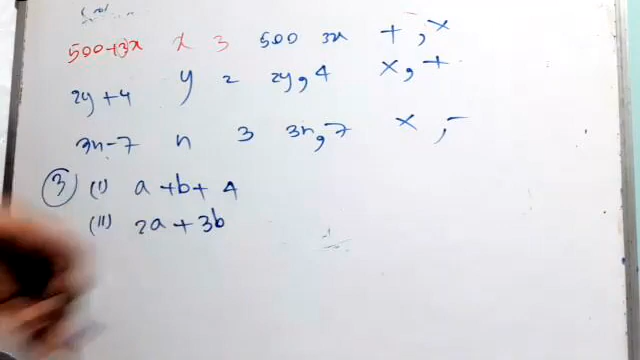 500+3x x 3 500 3x +, ×
2y+4 y 2 2y, 4 ×, +
3n-7 n 3 3n, 7 ×, -
③ (i) a+b+4
(ii) 2a+3b